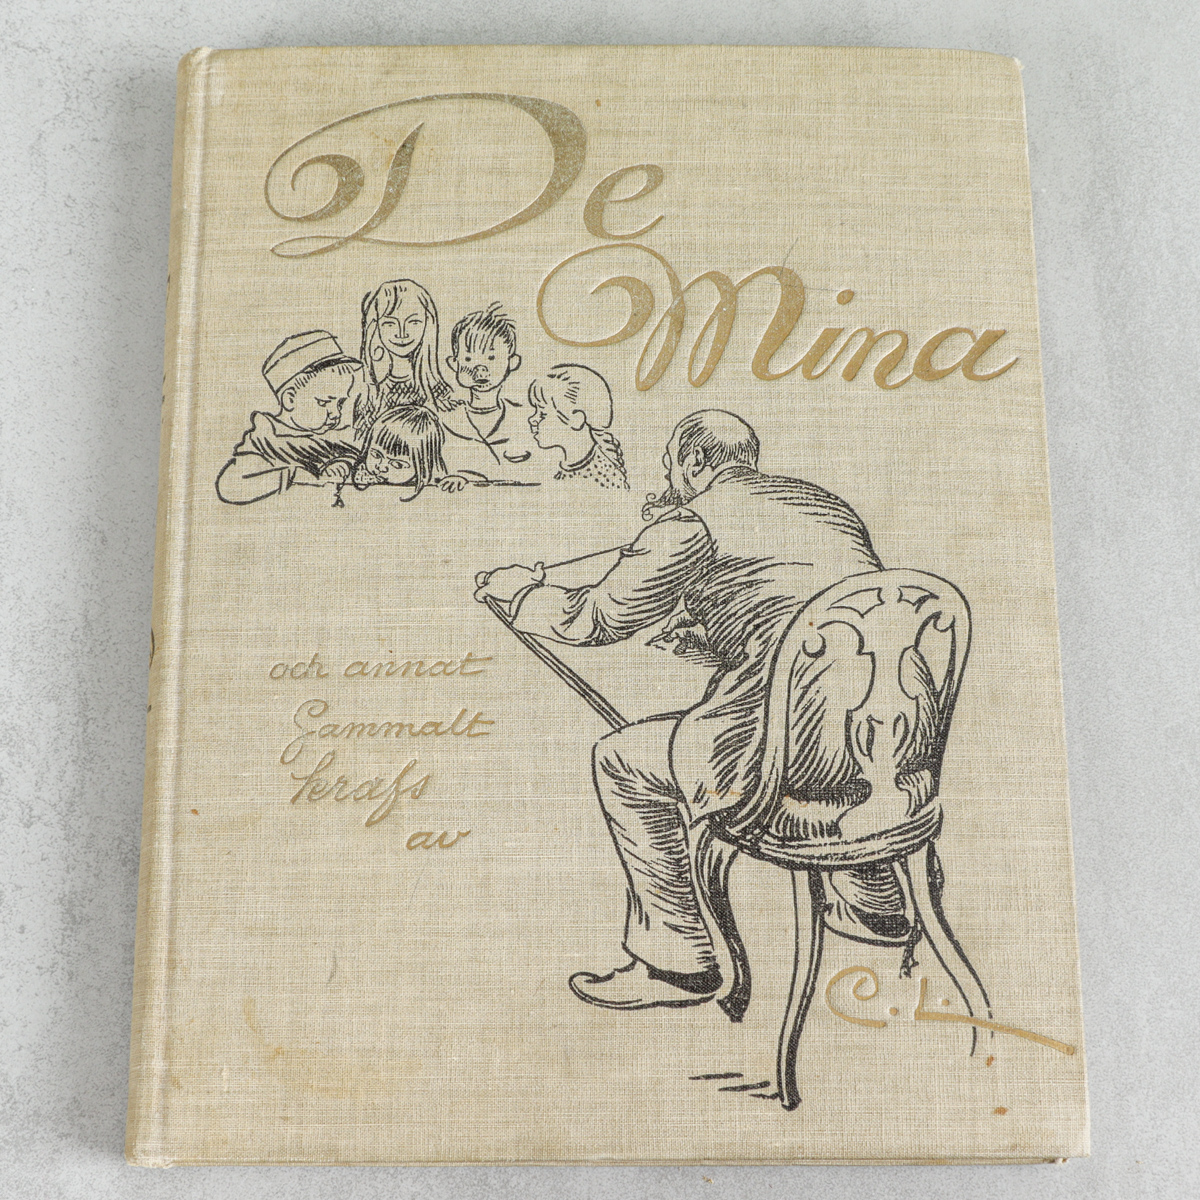 De
Mina
och annat
Gammalt
krafs
av
C. L.